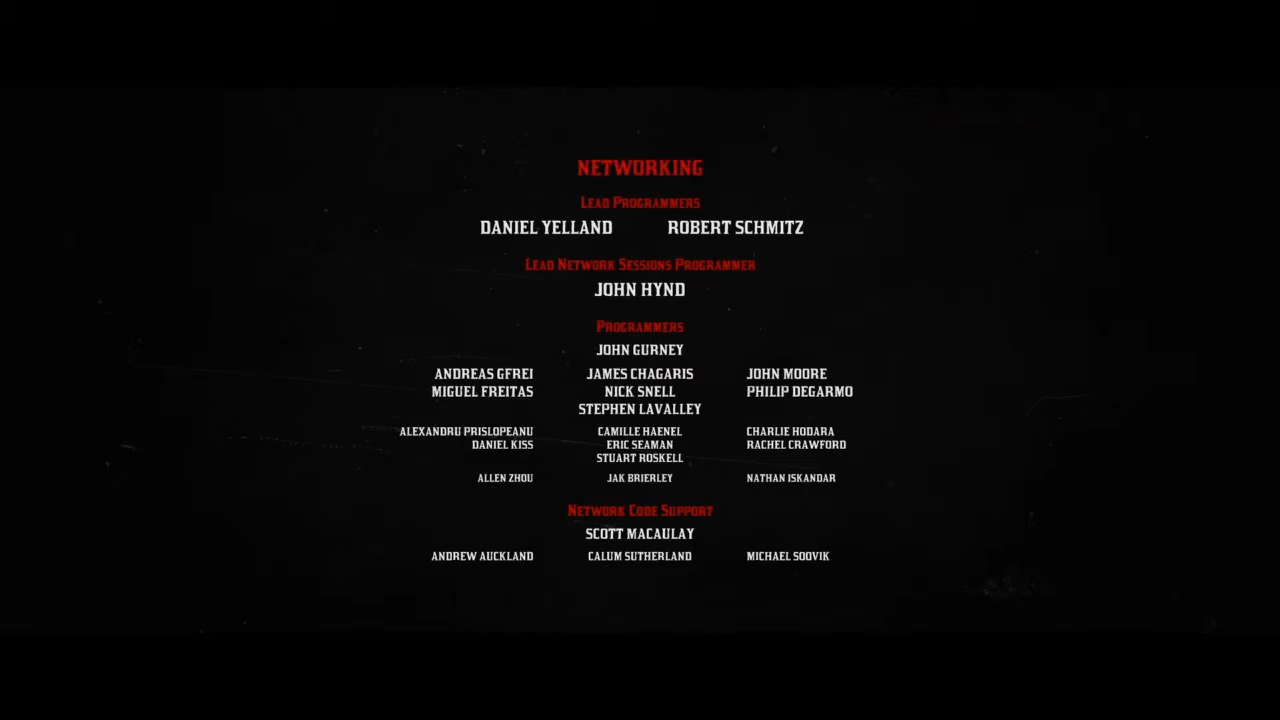 NETWORKING
LEAD PROGRAMMERS
DANIEL YELLAND ROBERT SCHMITZ
LEAD NETWORK SESSIONS PROGRAMMER
JOHN HYND
PROGRAMMERS
JOHN GURNEY
ANDREAS GFREI JAMES CHAGARIS JOHN MOORE
MIGUEL FREITAS NICK SNELL PHILIP DEGARMO
STEPHEN LAVALLEY
ALEXANDRU PRISLOPEANU CAMILLE HAENEL CHARLIE HODARA
DANIEL KISS ERIC SEAMAN RACHEL CRAWFORD
STUART ROSKELL
ALLEN ZHOU JAK BRIERLEY NATHAN ISKANDAR
NETWORK CODE SUPPORT
SCOTT MACAULAY
ANDREW AUCKLAND CALUM SUTHERLAND MICHAEL SOOVIK